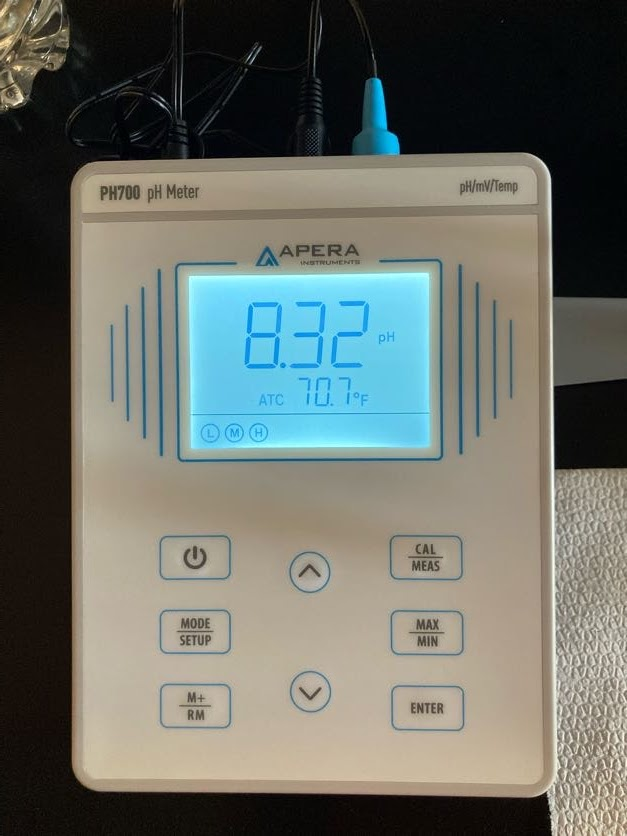 PH700 pH Meter
pH/mV/Temp
APERA
INSTRUMENTS
8.32 pH
ATC 70.7°F
L M H
CAL
MEAS
MODE
SETUP
MAX
MIN
M+
RM
ENTER